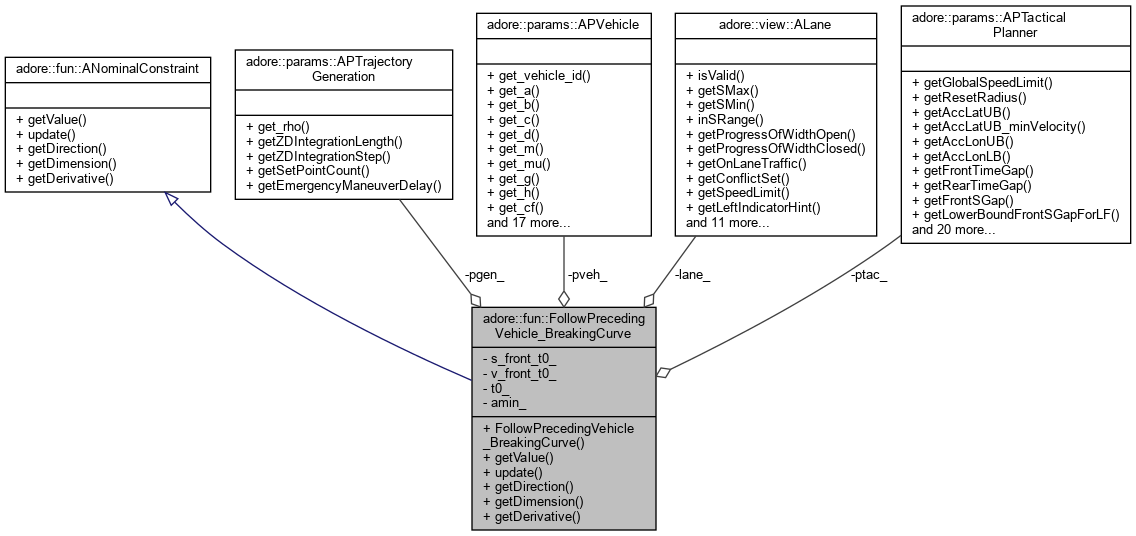 adore::fun::ANominalConstraint
+ getValue()
+ update()
+ getDirection()
+ getDimension()
+ getDerivative()
adore::params::APTrajectory
Generation
+ get_rho()
+ getZDIntegrationLength()
+ getZDIntegrationStep()
+ getSetPointCount()
+ getEmergencyManeuverDelay()
adore::params::APVehicle
+ get_vehicle_id()
+ get_a()
+ get_b()
+ get_c()
+ get_d()
+ get_m()
+ get_mu()
+ get_g()
+ get_h()
+ get_cf()
and 17 more...
adore::view::ALane
+ isValid()
+ getSMax()
+ getSMin()
+ inSRange()
+ getProgressOfWidthOpen()
+ getProgressOfWidthClosed()
+ getOnLaneTraffic()
+ getConflictSet()
+ getSpeedLimit()
+ getLeftIndicatorHint()
and 11 more...
adore::params::APTactical
Planner
+ getGlobalSpeedLimit()
+ getResetRadius()
+ getAccLatUB()
+ getAccLatUB_minVelocity()
+ getAccLonUB()
+ getAccLonLB()
+ getFrontTimeGap()
+ getRearTimeGap()
+ getFrontSGap()
+ getLowerBoundFrontSGapForLF()
and 20 more...
-pgen_
-pveh_
-lane_
-ptac_
adore::fun::FollowPreceding
Vehicle_BreakingCurve
- s_front_t0_
- v_front_t0_
- t0_
- amin_
+ FollowPrecedingVehicle
_BreakingCurve()
+ getValue()
+ update()
+ getDirection()
+ getDimension()
+ getDerivative()